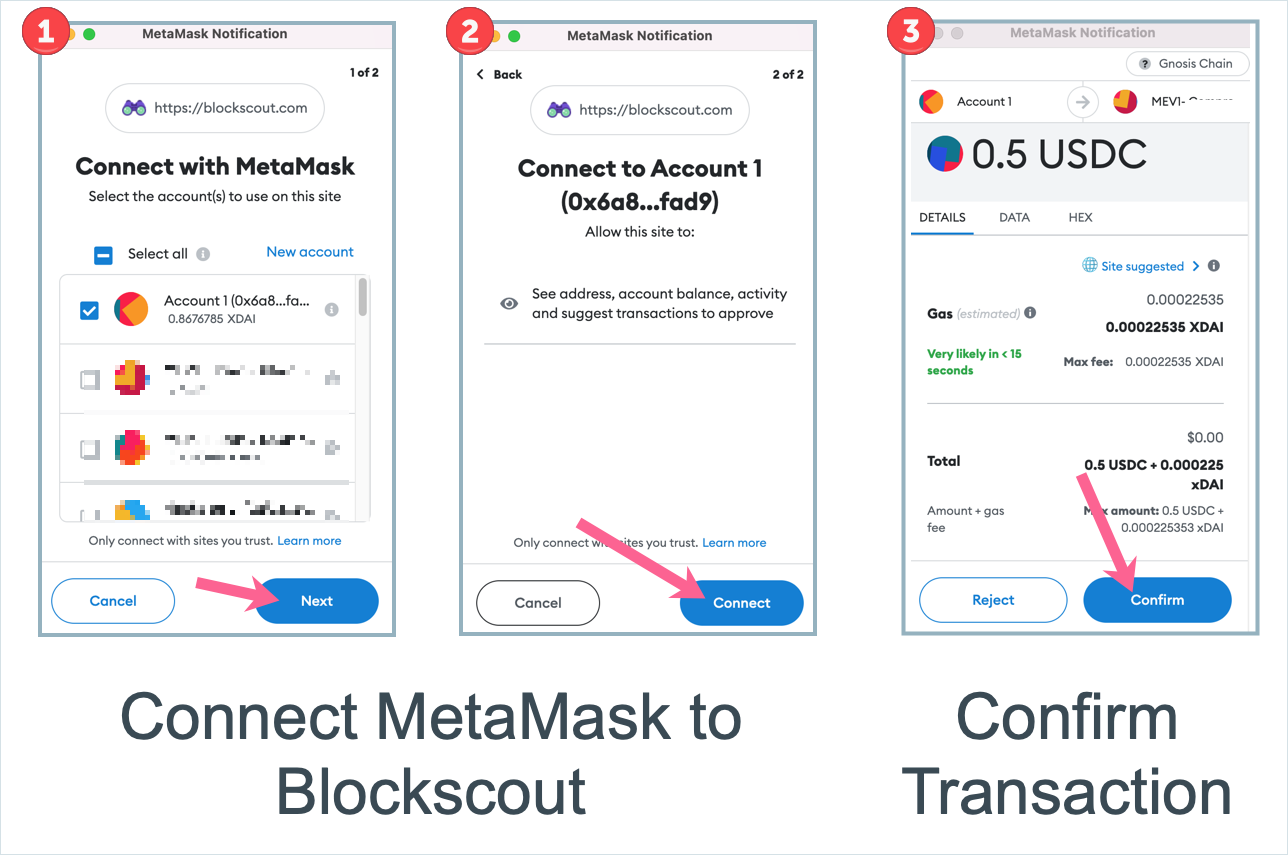 1
MetaMask Notification
1 of 2
https://blockscout.com
Connect with MetaMask
Select the account(s) to use on this site
Select all
New account
Account 1 (0x6a8...fa...
0.8676785 XDAI
Only connect with sites you trust. Learn more
Cancel
Next
2
MetaMask Notification
Back
2 of 2
https://blockscout.com
Connect to Account 1
(0x6a8...fad9)
Allow this site to:
See address, account balance, activity
and suggest transactions to approve
Only connect with sites you trust. Learn more
Cancel
Connect
3
MetaMask Notification
? Gnosis Chain
Account 1
MEV1-
0.5 USDC
DETAILS DATA HEX
Site suggested
0.00022535
Gas (estimated)
0.00022535 XDAI
Very likely in < 15
seconds
Max fee: 0.00022535 XDAI
$0.00
Total
0.5 USDC + 0.000225
xDAI
Amount + gas
fee
Max amount: 0.5 USDC +
0.000225353 xDAI
Reject
Confirm
Connect MetaMask to
Blockscout
Confirm
Transaction